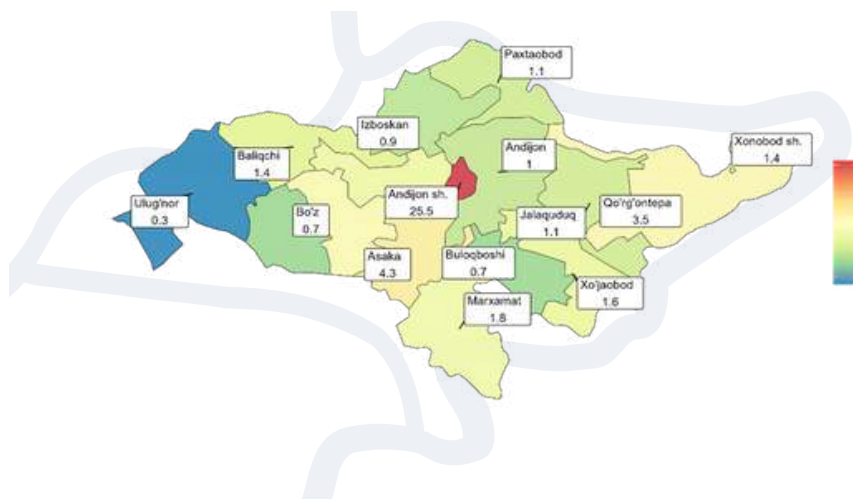 Paxtaobod
1.1
Izboskan
0.9
Andijon
1
Xonobod sh.
1.4
Baliqchi
1.4
Ulug'nor
0.3
Bo'z
0.7
Andijon sh.
25.5
Jalaquduq
1.1
Qo'rg'ontepa
3.5
Asaka
4.3
Buloqboshi
0.7
Xo'jaobod
1.6
Marxamat
1.8